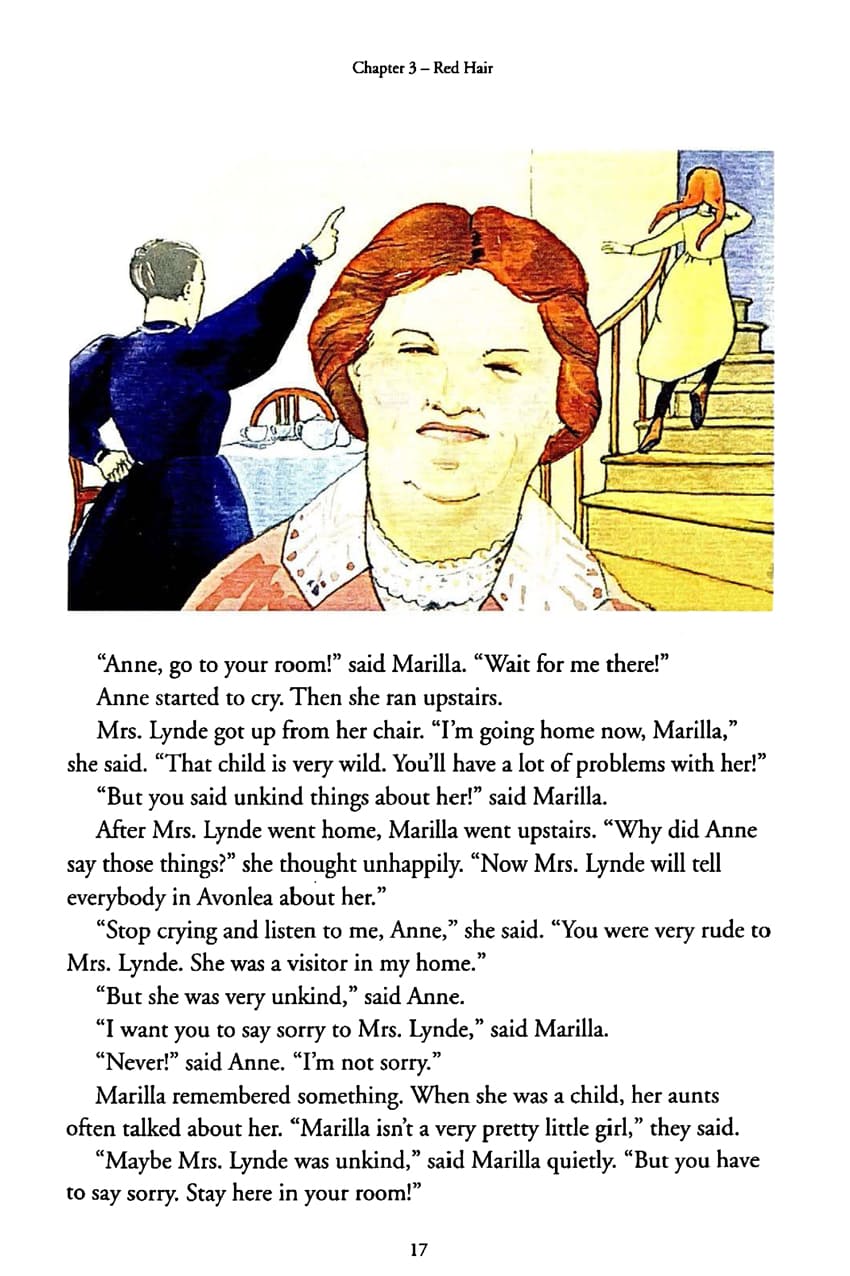 Chapter 3 – Red Hair
“Anne, go to your room!” said Marilla. “Wait for me there!”
Anne started to cry. Then she ran upstairs.
Mrs. Lynde got up from her chair. “I’m going home now, Marilla,”
she said. “That child is very wild. You’ll have a lot of problems with her!”
“But you said unkind things about her!” said Marilla.
After Mrs. Lynde went home, Marilla went upstairs. “Why did Anne
say those things?” she thought unhappily. “Now Mrs. Lynde will tell
everybody in Avonlea about her.”
“Stop crying and listen to me, Anne,” she said. “You were very rude to
Mrs. Lynde. She was a visitor in my home.”
“But she was very unkind,” said Anne.
“I want you to say sorry to Mrs. Lynde,” said Marilla.
“Never!” said Anne. “I’m not sorry.”
Marilla remembered something. When she was a child, her aunts
often talked about her. “Marilla isn’t a very pretty little girl,” they said.
“Maybe Mrs. Lynde was unkind,” said Marilla quietly. “But you have
to say sorry. Stay here in your room!”
17